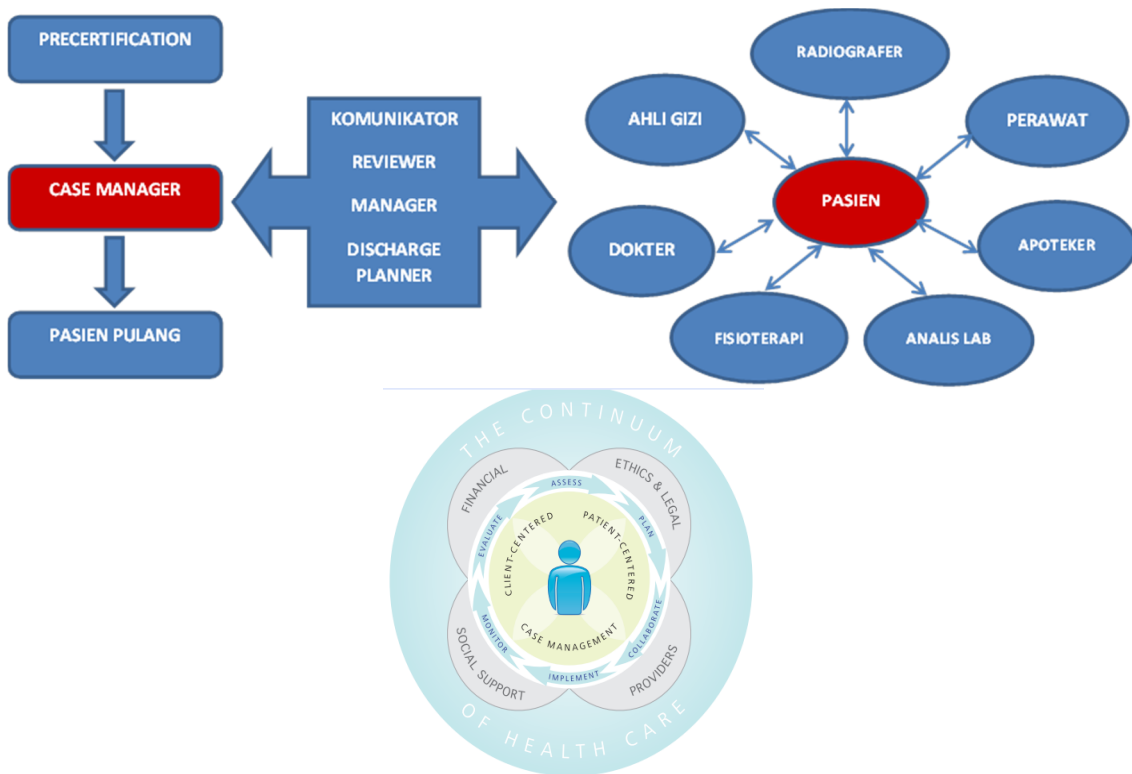 PRECERTIFICATION
CASE MANAGER
PASIEN PULANG
KOMUNIKATOR
REVIEWER
MANAGER
DISCHARGE
PLANNER
RADIOGRAFER
AHLI GIZI
PERAWAT
PASIEN
DOKTER
APOTEKER
FISIOTERAPI
ANALIS LAB
THE CONTINUUM
FINANCIAL
ETHICS & LEGAL
ASSESS
PLAN
COLLABORATE
IMPLEMENT
MONITOR
EVALUATE
CLIENT-CENTERED
PATIENT-CENTERED
CASE MANAGEMENT
SOCIAL SUPPORT
PROVIDERS
OF HEALTH CARE